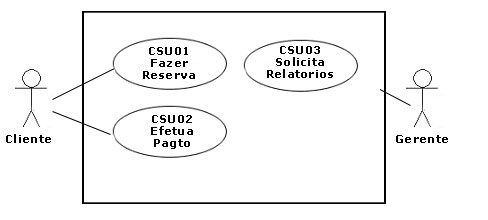 CSU01
Fazer
Reserva
CSU03
Solicita
Relatorios
CSU02
Efetua
Pagto
Cliente
Gerente